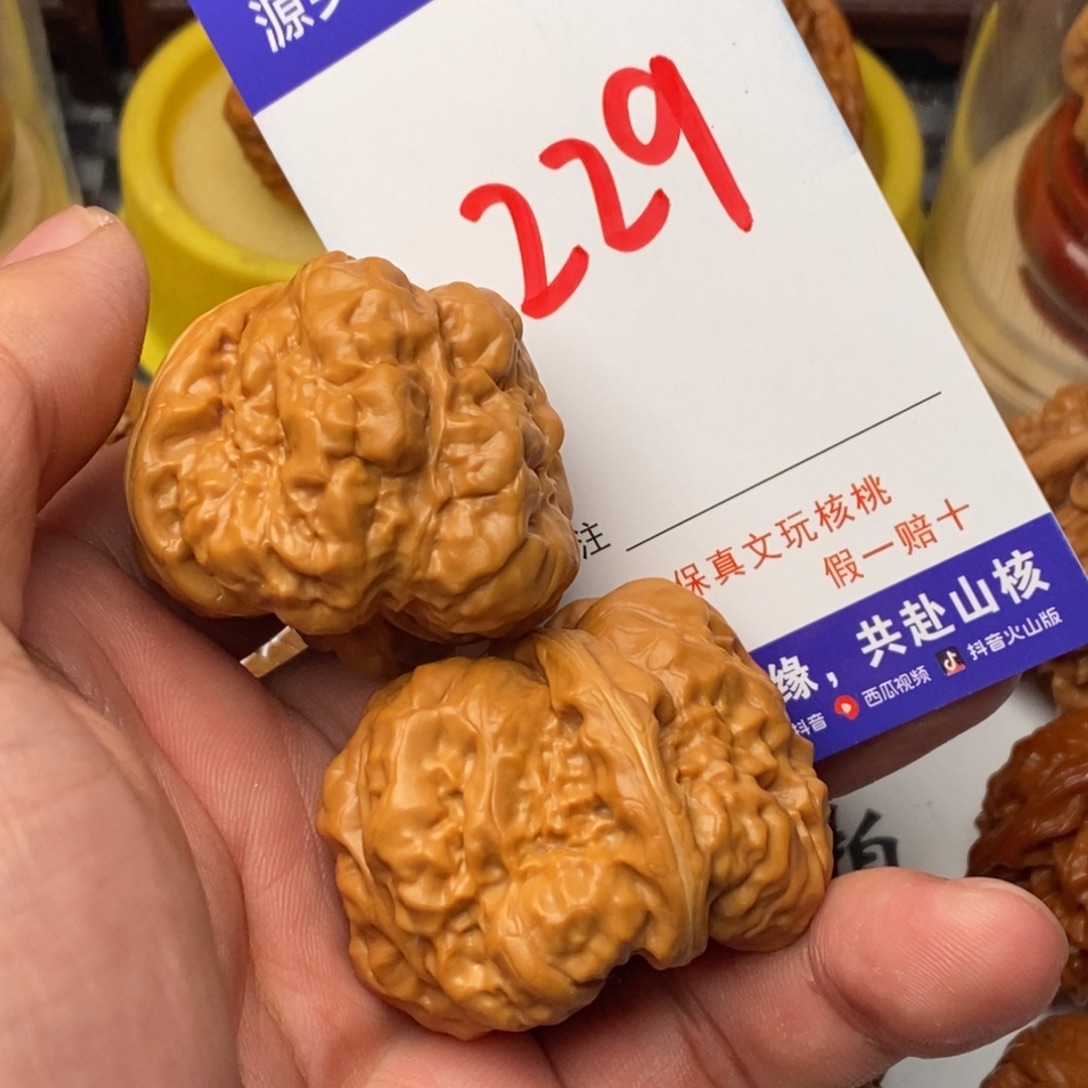 源
229
注
保真文玩核桃
假一赔十
缘，共赴山核
抖音 西瓜视频 抖音火山版